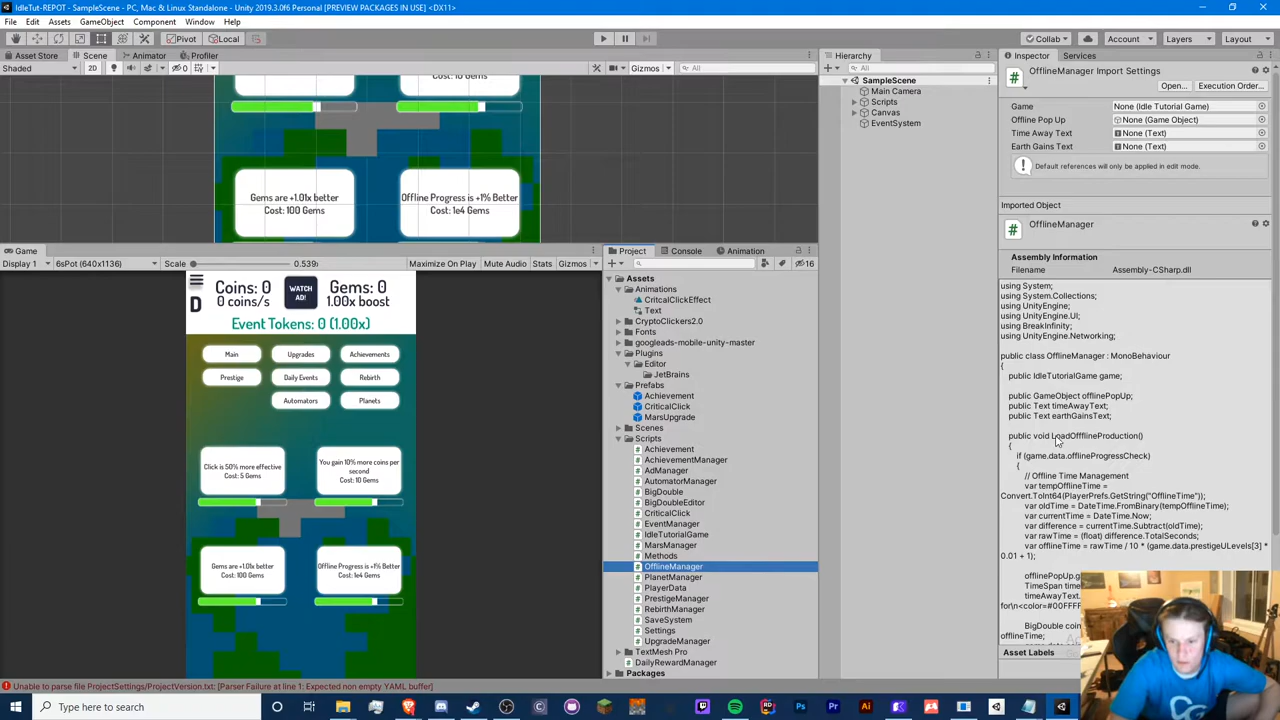 IdleTut-REPOT - SampleScene - PC, Mac & Linux Standalone - Unity 2019.3.0f6 Personal [PREVIEW PACKAGES IN USE] <DX11>
File Edit Assets GameObject Component Window Help
Pivot Local Collab Account Layers Layout
Asset Store Scene Animator Profiler
Shaded 2D 0 Gizmos All
Cost: 10 Gems
Gems are +1.01x better
Cost: 100 Gems
Offline Progress is +1% Better
Cost: 1e4 Gems
Game
Display 1 6Spot (640x1136) Scale 0.539 Maximize On Play Mute Audio Stats Gizmos
Coins: 0
0 coins/s
WATCH
AD!
Gems: 0
1.00x boost
D
Event Tokens: 0 (1.00x)
Main Upgrades Achievements
Prestige Daily Events Rebirth
Automators Planets
Click is 50% more effective
Cost: 5 Gems
You gain 10% more coins per
second
Cost: 10 Gems
Gems are +1.01x better
Cost: 100 Gems
Offline Progress is +1% Better
Cost: 1e4 Gems
Project Console Animation
16
Assets
Animations
CritcalClickEffect
Text
CryptoClickers2.0
Fonts
googleads-mobile-unity-master
Plugins
Editor
JetBrains
Prefabs
Achievement
CriticalClick
MarsUpgrade
Scenes
Scripts
Achievement
AchievementManager
AdManager
AutomatorManager
BigDouble
BigDoubleEditor
CriticalClick
EventManager
IdleTutorialGame
MarsManager
Methods
OfflineManager
PlanetManager
PlayerData
PrestigeManager
RebirthManager
SaveSystem
Settings
UpgradeManager
TextMesh Pro
DailyRewardManager
Packages
Hierarchy
All
SampleScene
Main Camera
Scripts
Canvas
EventSystem
Inspector Services
OfflineManager Import Settings
Open... Execution Order...
Game None (Idle Tutorial Game)
Offline Pop Up None (Game Object)
Time Away Text None (Text)
Earth Gains Text None (Text)
Default references will only be applied in edit mode.
Imported Object
OfflineManager
Assembly Information
Filename Assembly-CSharp.dll
using System;
using System.Collections;
using UnityEngine;
using UnityEngine.UI;
using BreakInfinity;
using UnityEngine.Networking;
public class OfflineManager : MonoBehaviour
{
public IdleTutorialGame game;
public GameObject offlinePopUp;
public Text timeAwayText;
public Text earthGainsText;
public void LoadOffflineProduction()
{
if (game.data.offlineProgressCheck)
{
// Offline Time Management
var tempOfflineTime =
Convert.ToInt64(PlayerPrefs.GetString("OfflineTime"));
var oldTime = DateTime.FromBinary(tempOfflineTime);
var currentTime = DateTime.Now;
var difference = currentTime.Subtract(oldTime);
var rawTime = (float) difference.TotalSeconds;
var offlineTime = rawTime / 10 * (game.data.prestigeULevels[3] *
0.01 + 1);
offlinePopUp.g
TimeSpan time
timeAwayText.
for\n<color=#00FFF
BigDouble coin
offlineTime;
Asset Labels
Unable to parse file ProjectSettings/ProjectVersion.txt: [Parser Failure at line 1: Expected non empty YAML buffer]
Type here to search